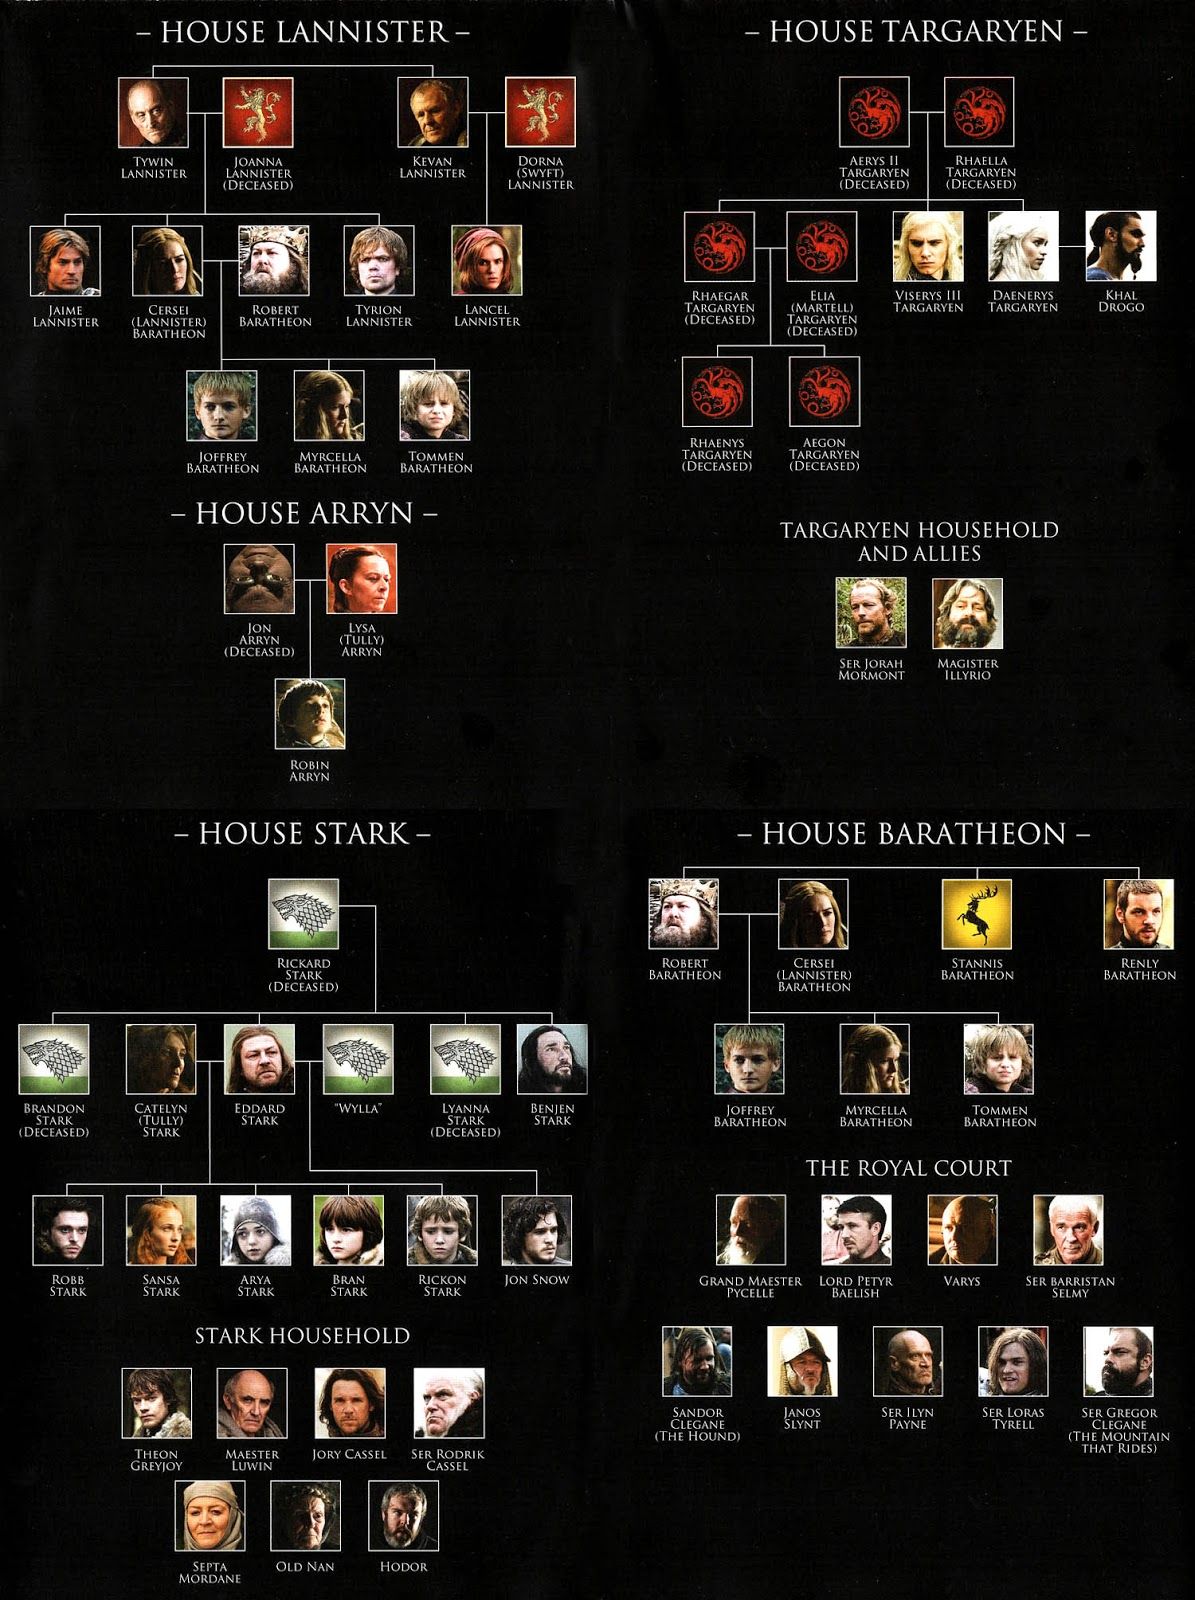 – HOUSE LANNISTER –
TYWIN
LANNISTER
JOANNA
LANNISTER
(DECEASED)
KEVAN
LANNISTER
DORNA
(SWYFT)
LANNISTER
JAIME
LANNISTER
CERSEI
(LANNISTER)
BARATHEON
ROBERT
BARATHEON
TYRION
LANNISTER
LANCEL
LANNISTER
JOFFREY
BARATHEON
MYRCELLA
BARATHEON
TOMMEN
BARATHEON
– HOUSE TARGARYEN –
AERYS II
TARGARYEN
(DECEASED)
RHAELLA
TARGARYEN
(DECEASED)
RHAEGAR
TARGARYEN
(DECEASED)
ELIA
(MARTELL)
TARGARYEN
(DECEASED)
VISERYS III
TARGARYEN
DAENERYS
TARGARYEN
KHAL
DROGO
RHAENYS
TARGARYEN
(DECEASED)
AEGON
TARGARYEN
(DECEASED)
– HOUSE ARRYN –
JON
ARRYN
(DECEASED)
LYSA
(TULLY)
ARRYN
ROBIN
ARRYN
TARGARYEN HOUSEHOLD
AND ALLIES
SER JORAH
MORMONT
MAGISTER
ILLYRIO
– HOUSE STARK –
RICKARD
STARK
(DECEASED)
BRANDON
STARK
(DECEASED)
CATELYN
(TULLY)
STARK
EDDARD
STARK
"WYLLA"
LYANNA
STARK
(DECEASED)
BENJEN
STARK
ROBB
STARK
SANSA
STARK
ARYA
STARK
BRAN
STARK
RICKON
STARK
JON SNOW
STARK HOUSEHOLD
THEON
GREYJOY
MAESTER
LUWIN
JORY CASSEL
SER RODRIK
CASSEL
SEPTA
MORDANE
OLD NAN
HODOR
– HOUSE BARATHEON –
ROBERT
BARATHEON
CERSEI
(LANNISTER)
BARATHEON
STANNIS
BARATHEON
RENLY
BARATHEON
JOFFREY
BARATHEON
MYRCELLA
BARATHEON
TOMMEN
BARATHEON
THE ROYAL COURT
GRAND MAESTER
PYCELLE
LORD PETYR
BAELISH
VARYS
SER BARRISTAN
SELMY
SANDOR
CLEGANE
(THE HOUND)
JANOS
SLYNT
SER ILYN
PAYNE
SER LORAS
TYRELL
SER GREGOR
CLEGANE
(THE MOUNTAIN
THAT RIDES)